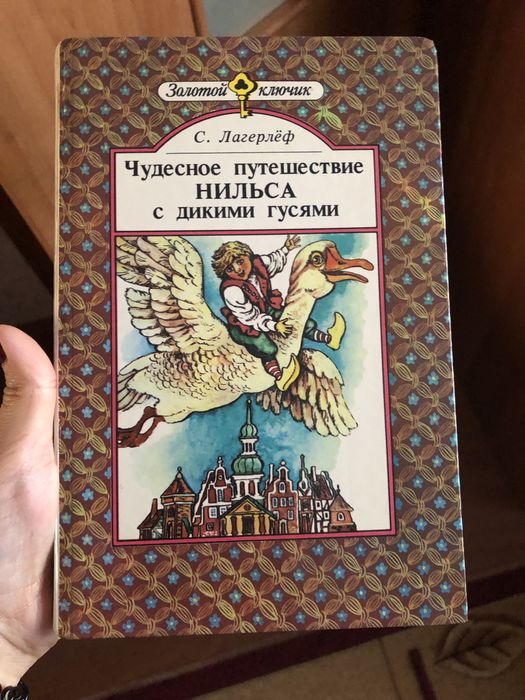 Золотой ключик
С. Лагерлёф
Чудесное путешествие
НИЛЬСА
с дикими гусями